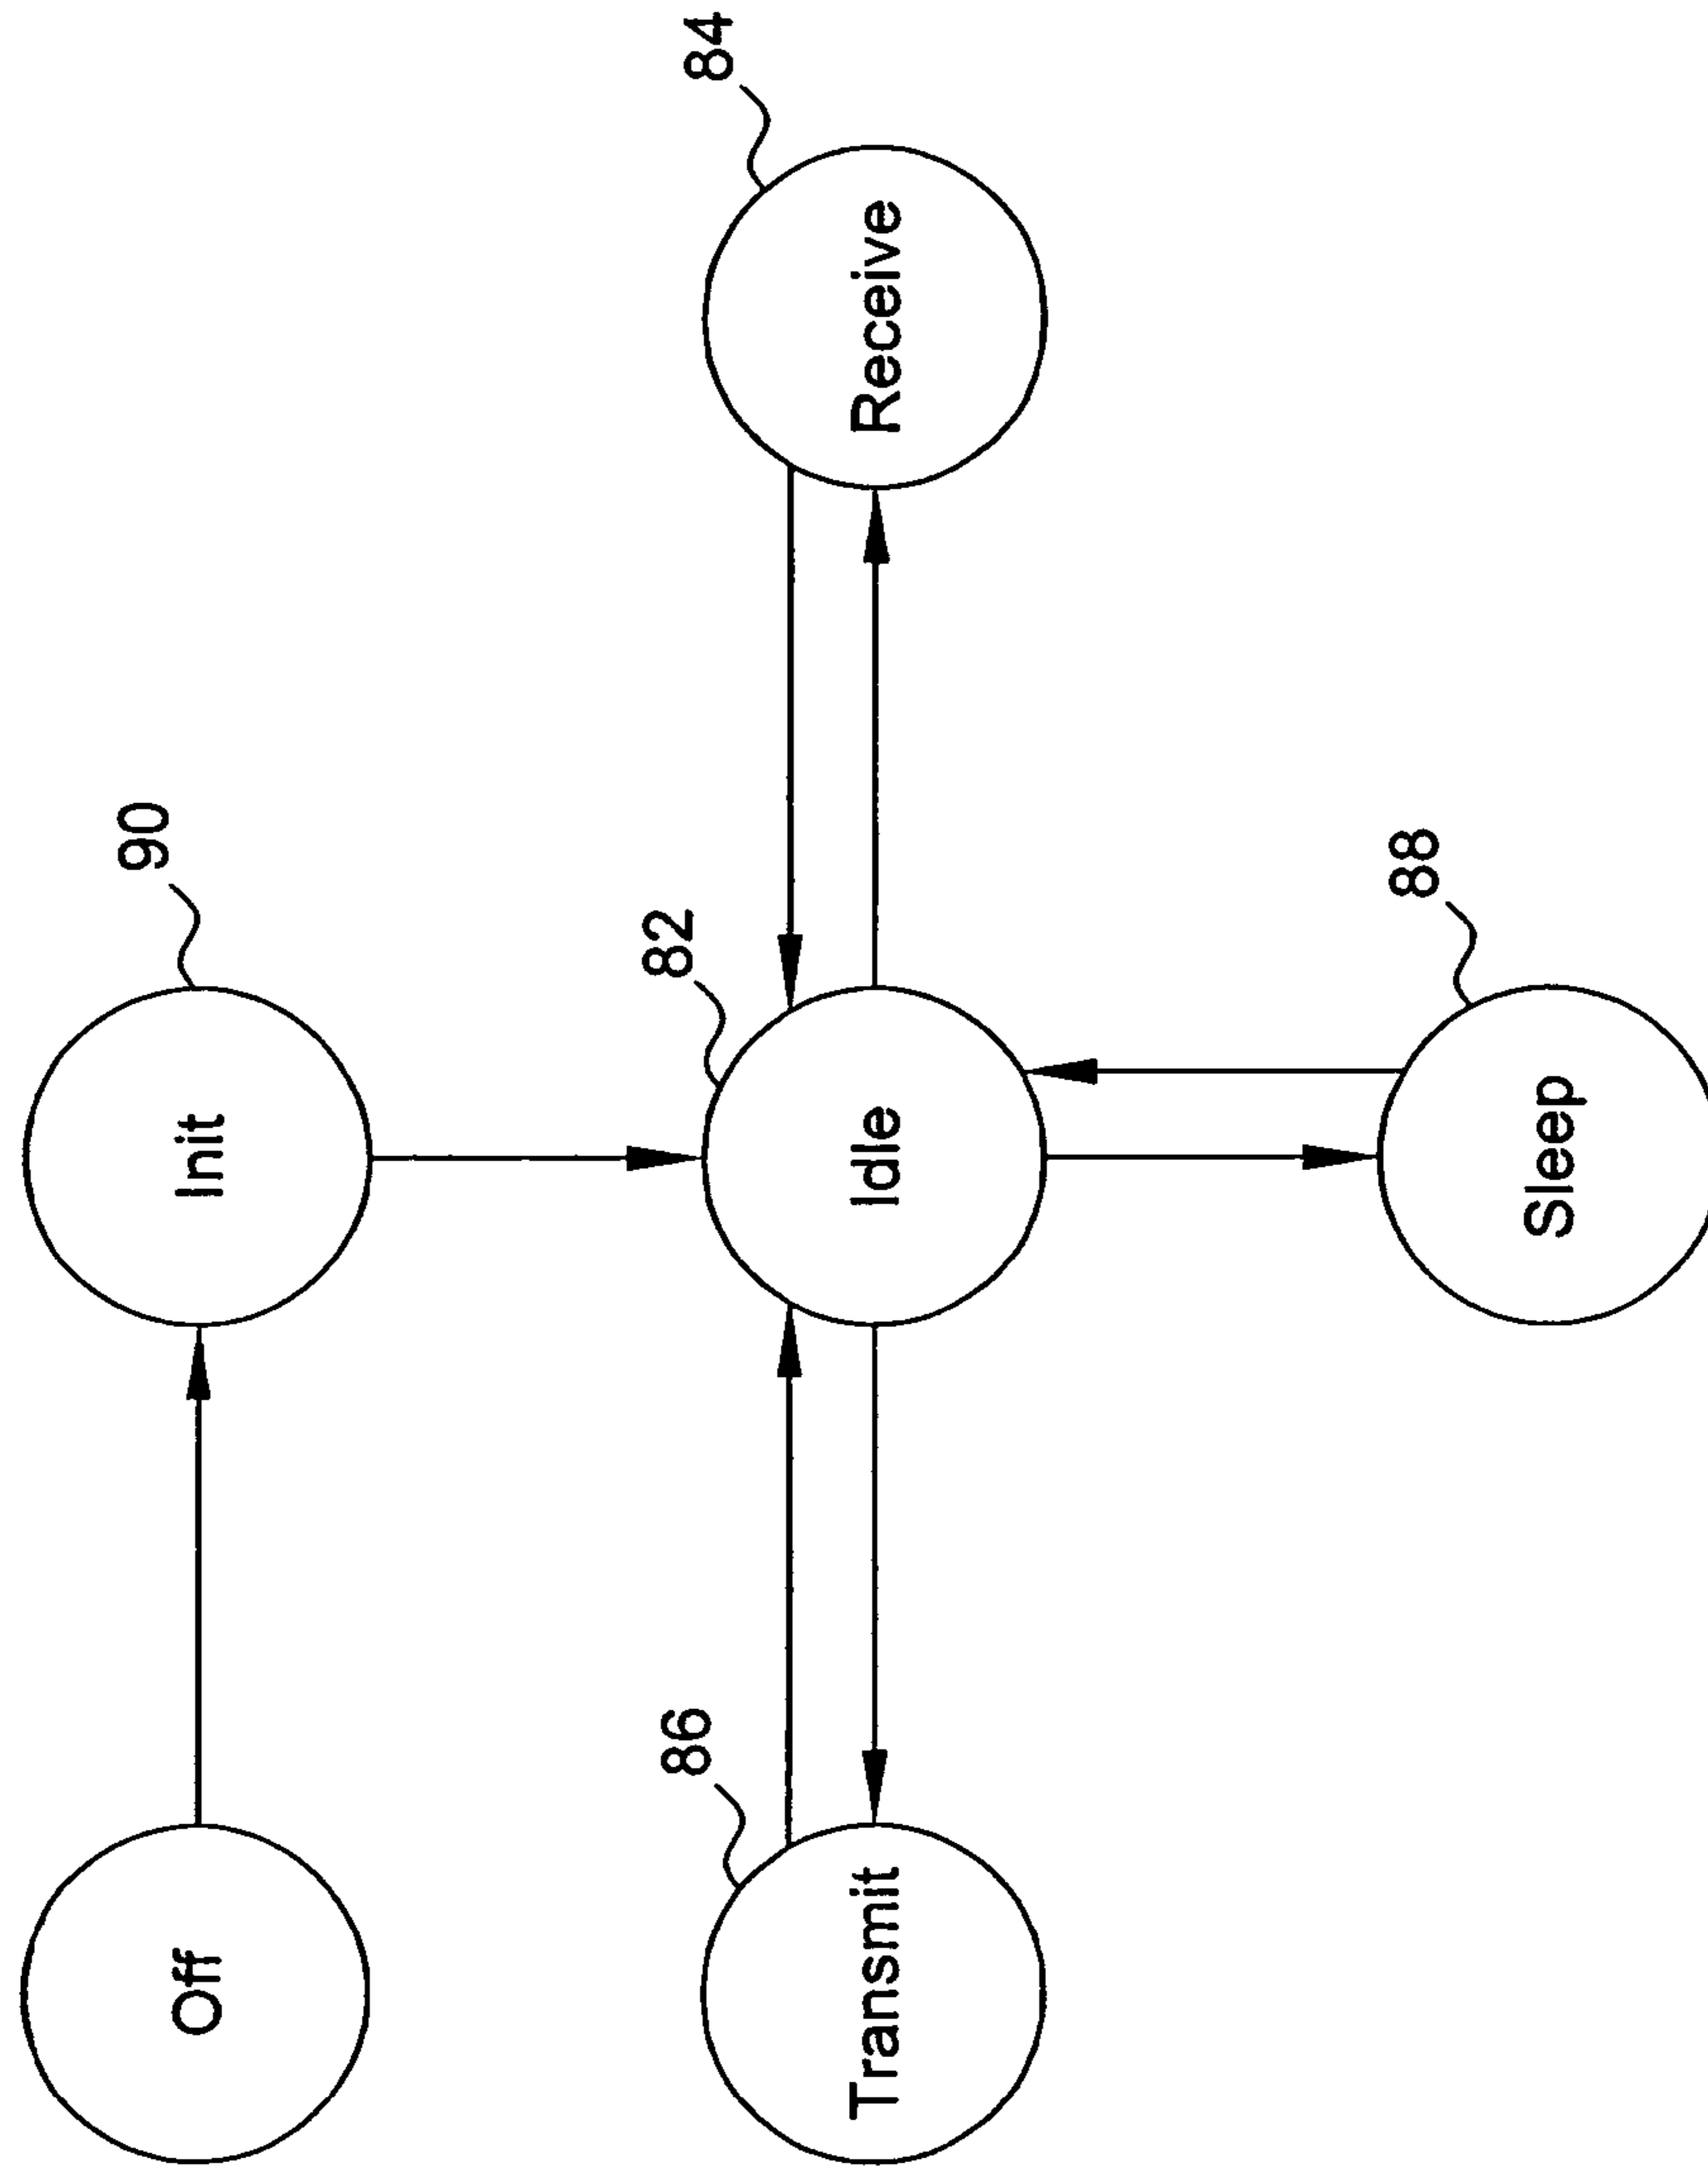 90
Off
Init
86
82
84
Transmit
Idle
Receive
88
Sleep